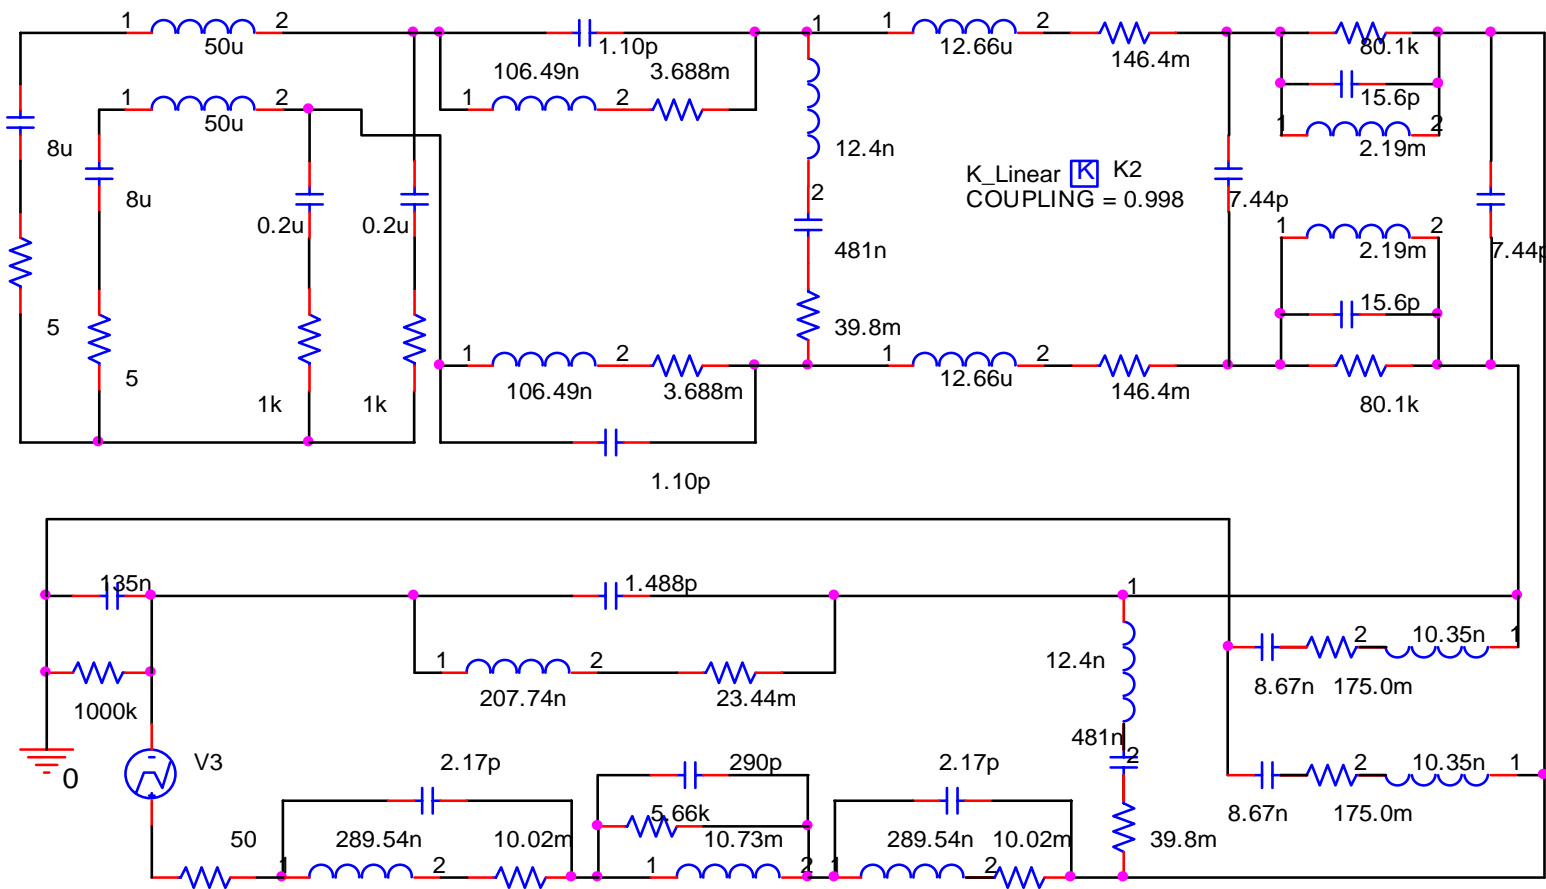 1 2 1 1 2
50u 1.10p 12.66u 80.1k
106.49n 3.688m 146.4m
1 2 1 2 15.6p
50u 1 2
8u 12.4n 2.19m
K_Linear K K2
8u 2 COUPLING = 0.998 7.44p
0.2u 0.2u 1 2
481n 2.19m 7.44p
15.6p
5 39.8m
1 2 1 2
5 106.49n 3.688m 12.66u 146.4m
1k 1k 80.1k
1.10p
135n 1.488p 1
1 2 12.4n 2 10.35n 1
207.74n 23.44m 8.67n 175.0m
1000k
481n
V3 2.17p 290p 2 2.17p 2 10.35n 1
0
5.66k 8.67n 175.0m
50 289.54n 10.02m 10.73m 289.54n 10.02m 39.8m
1 2 1 2 1 2